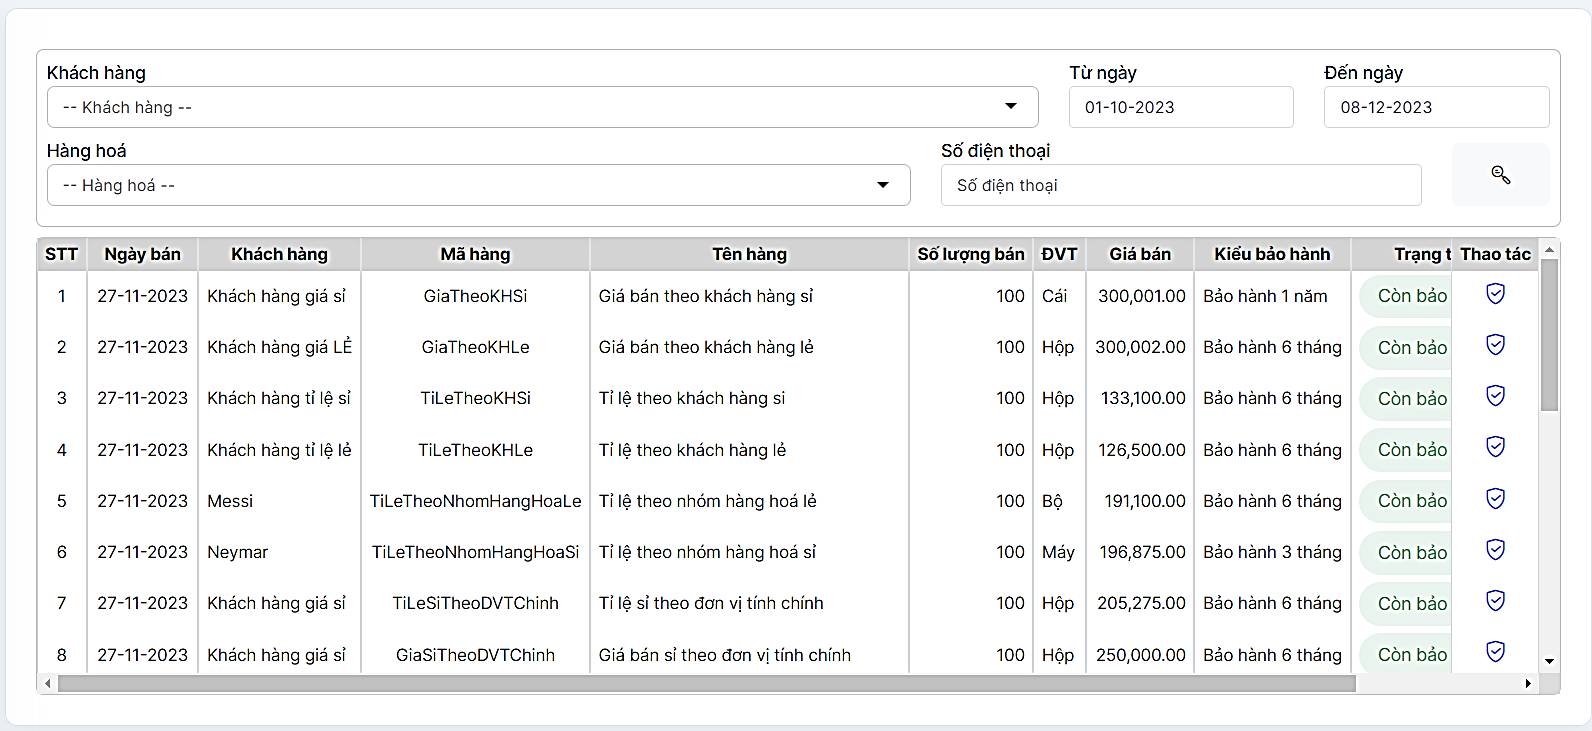 Khách hàng Từ ngày Đến ngày
-- Khách hàng -- 01-10-2023 08-12-2023
Hàng hoá Số điện thoại
-- Hàng hoá -- Số điện thoại
STT Ngày bán Khách hàng Mã hàng Tên hàng Số lượng bán ĐVT Giá bán Kiểu bảo hành Trạng t Thao tác
1 27-11-2023 Khách hàng giá sỉ GiaTheoKHSi Giá bán theo khách hàng sỉ 100 Cái 300,001.00 Bảo hành 1 năm Còn bảo
2 27-11-2023 Khách hàng giá LẺ GiaTheoKHLe Giá bán theo khách hàng lẻ 100 Hộp 300,002.00 Bảo hành 6 tháng Còn bảo
3 27-11-2023 Khách hàng tỉ lệ sỉ TiLeTheoKHSi Tỉ lệ theo khách hàng si 100 Hộp 133,100.00 Bảo hành 6 tháng Còn bảo
4 27-11-2023 Khách hàng tỉ lệ lẻ TiLeTheoKHLe Tỉ lệ theo khách hàng lẻ 100 Hộp 126,500.00 Bảo hành 6 tháng Còn bảo
5 27-11-2023 Messi TiLeTheoNhomHangHoaLe Tỉ lệ theo nhóm hàng hoá lẻ 100 Bộ 191,100.00 Bảo hành 6 tháng Còn bảo
6 27-11-2023 Neymar TiLeTheoNhomHangHoaSi Tỉ lệ theo nhóm hàng hoá sỉ 100 Máy 196,875.00 Bảo hành 3 tháng Còn bảo
7 27-11-2023 Khách hàng giá sỉ TiLeSiTheoDVTChinh Tỉ lệ sỉ theo đơn vị tính chính 100 Hộp 205,275.00 Bảo hành 6 tháng Còn bảo
8 27-11-2023 Khách hàng giá sỉ GiaSiTheoDVTChinh Giá bán sỉ theo đơn vị tính chính 100 Hộp 250,000.00 Bảo hành 6 tháng Còn bảo